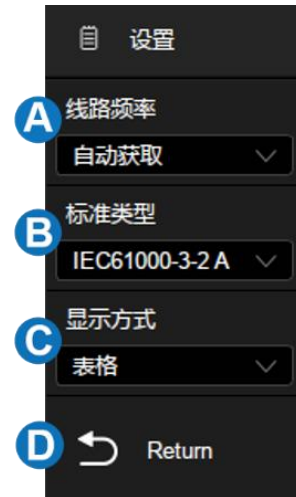 设置
A
线路频率
自动获取
B
标准类型
IEC61000-3-2 A
C
显示方式
表格
D
Return